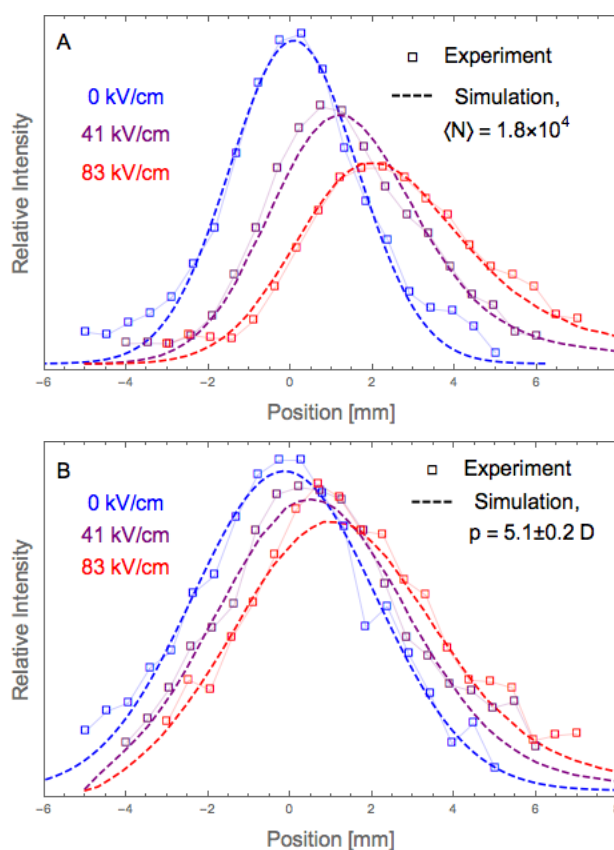 A
Experiment
0 kV/cm
Simulation,
41 kV/cm
⟨N⟩ = 1.8×10⁴
83 kV/cm
Relative Intensity
-6 -4 -2 0 2 4 6
Position [mm]
B
Experiment
0 kV/cm
Simulation,
41 kV/cm
p = 5.1±0.2 D
83 kV/cm
Relative Intensity
-6 -4 -2 0 2 4 6 8
Position [mm]